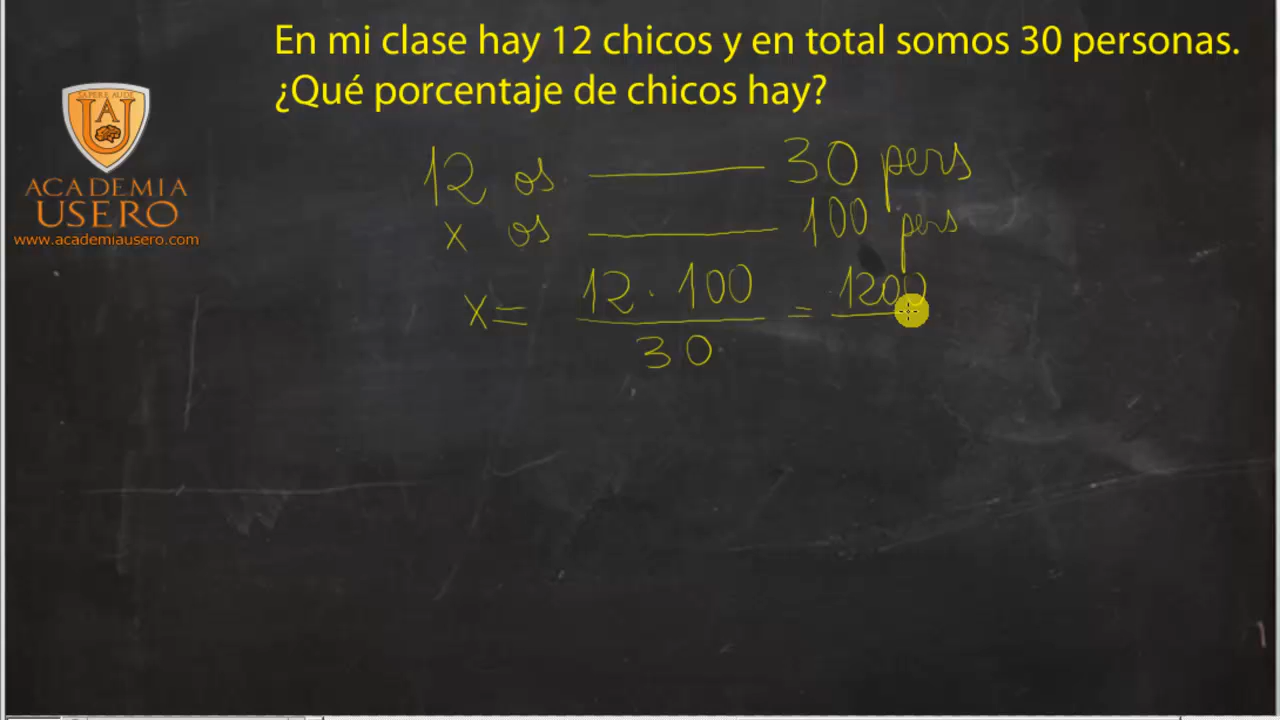 En mi clase hay 12 chicos y en total somos 30 personas.
¿Qué porcentaje de chicos hay?
SAPERE AUDE
UA
ACADEMIA
USERO
www.academiausero.com
12 os —— 30 pers
x os —— 100 pers
x = 12 · 100 / 30 = 1200